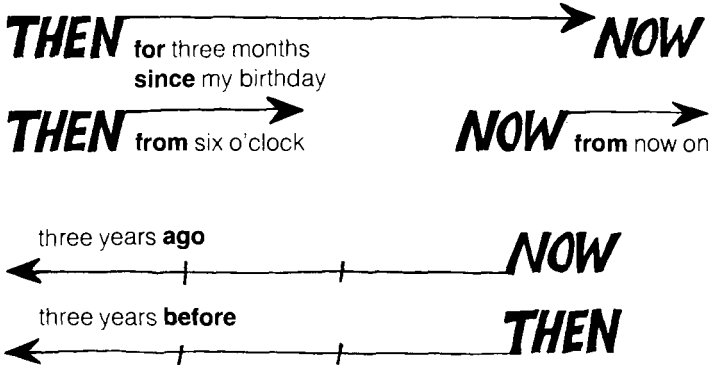 THEN for three months NOW
since my birthday
THEN from six o'clock NOW from now on
three years ago NOW
three years before THEN